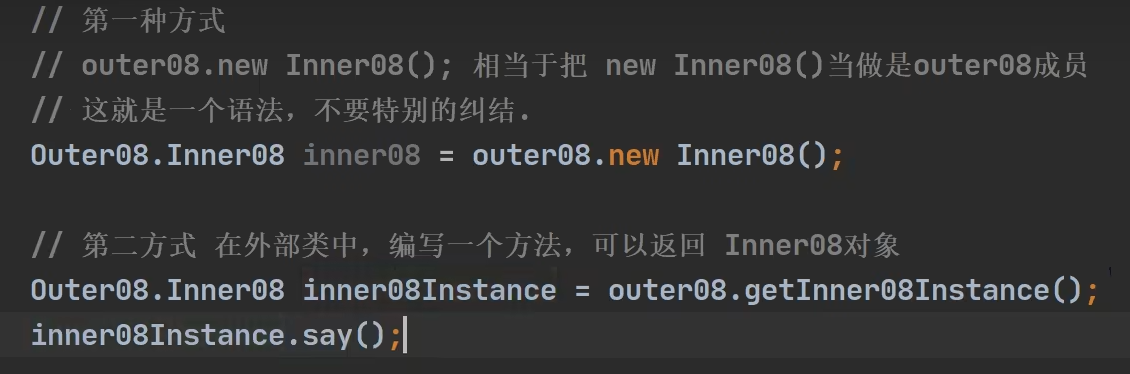 // 第一种方式
// outer08.new Inner08(); 相当于把 new Inner08()当做是outer08成员
// 这就是一个语法，不要特别的纠结.
Outer08.Inner08 inner08 = outer08.new Inner08();
// 第二方式 在外部类中，编写一个方法，可以返回 Inner08对象
Outer08.Inner08 inner08Instance = outer08.getInner08Instance();
inner08Instance.say();